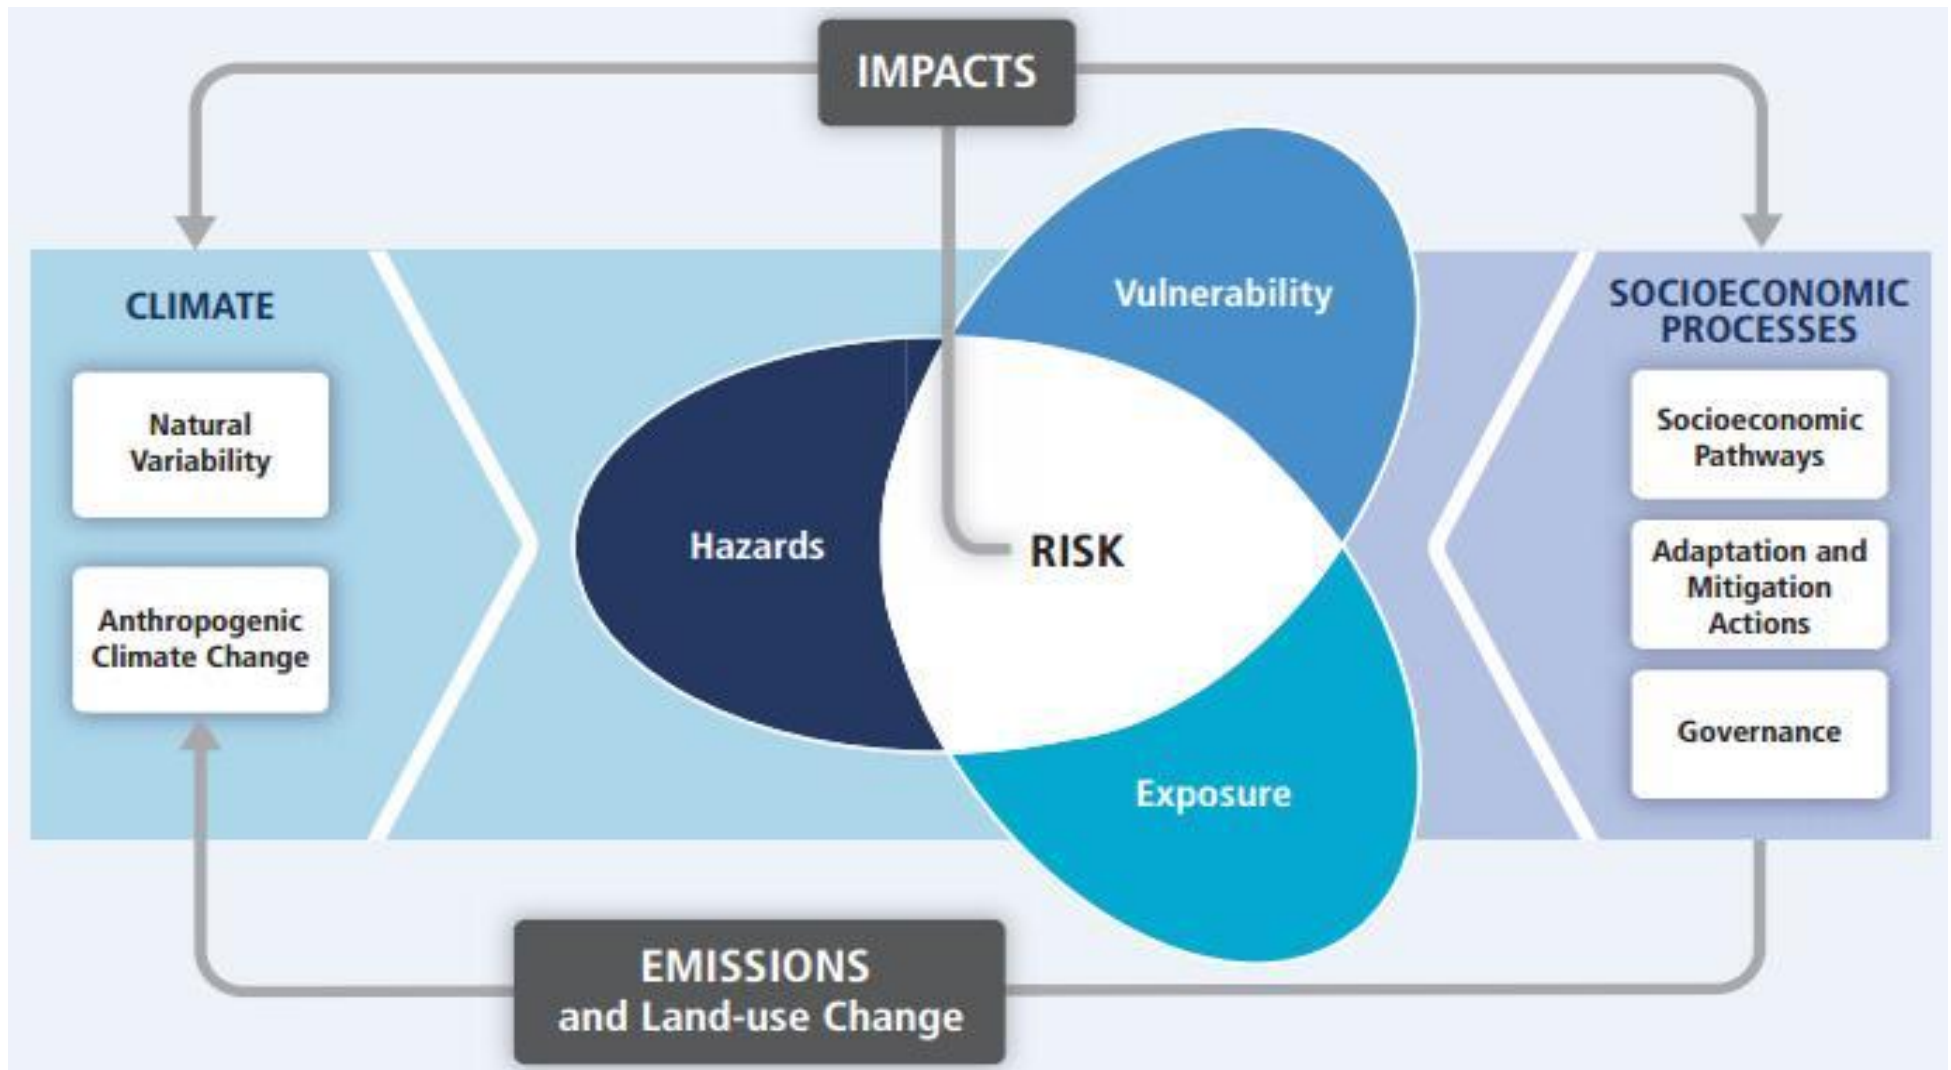 IMPACTS
Vulnerability
CLIMATE
Natural
Variability
Anthropogenic
Climate Change
Hazards
RISK
Exposure
SOCIOECONOMIC
PROCESSES
Socioeconomic
Pathways
Adaptation and
Mitigation
Actions
Governance
EMISSIONS
and Land-use Change